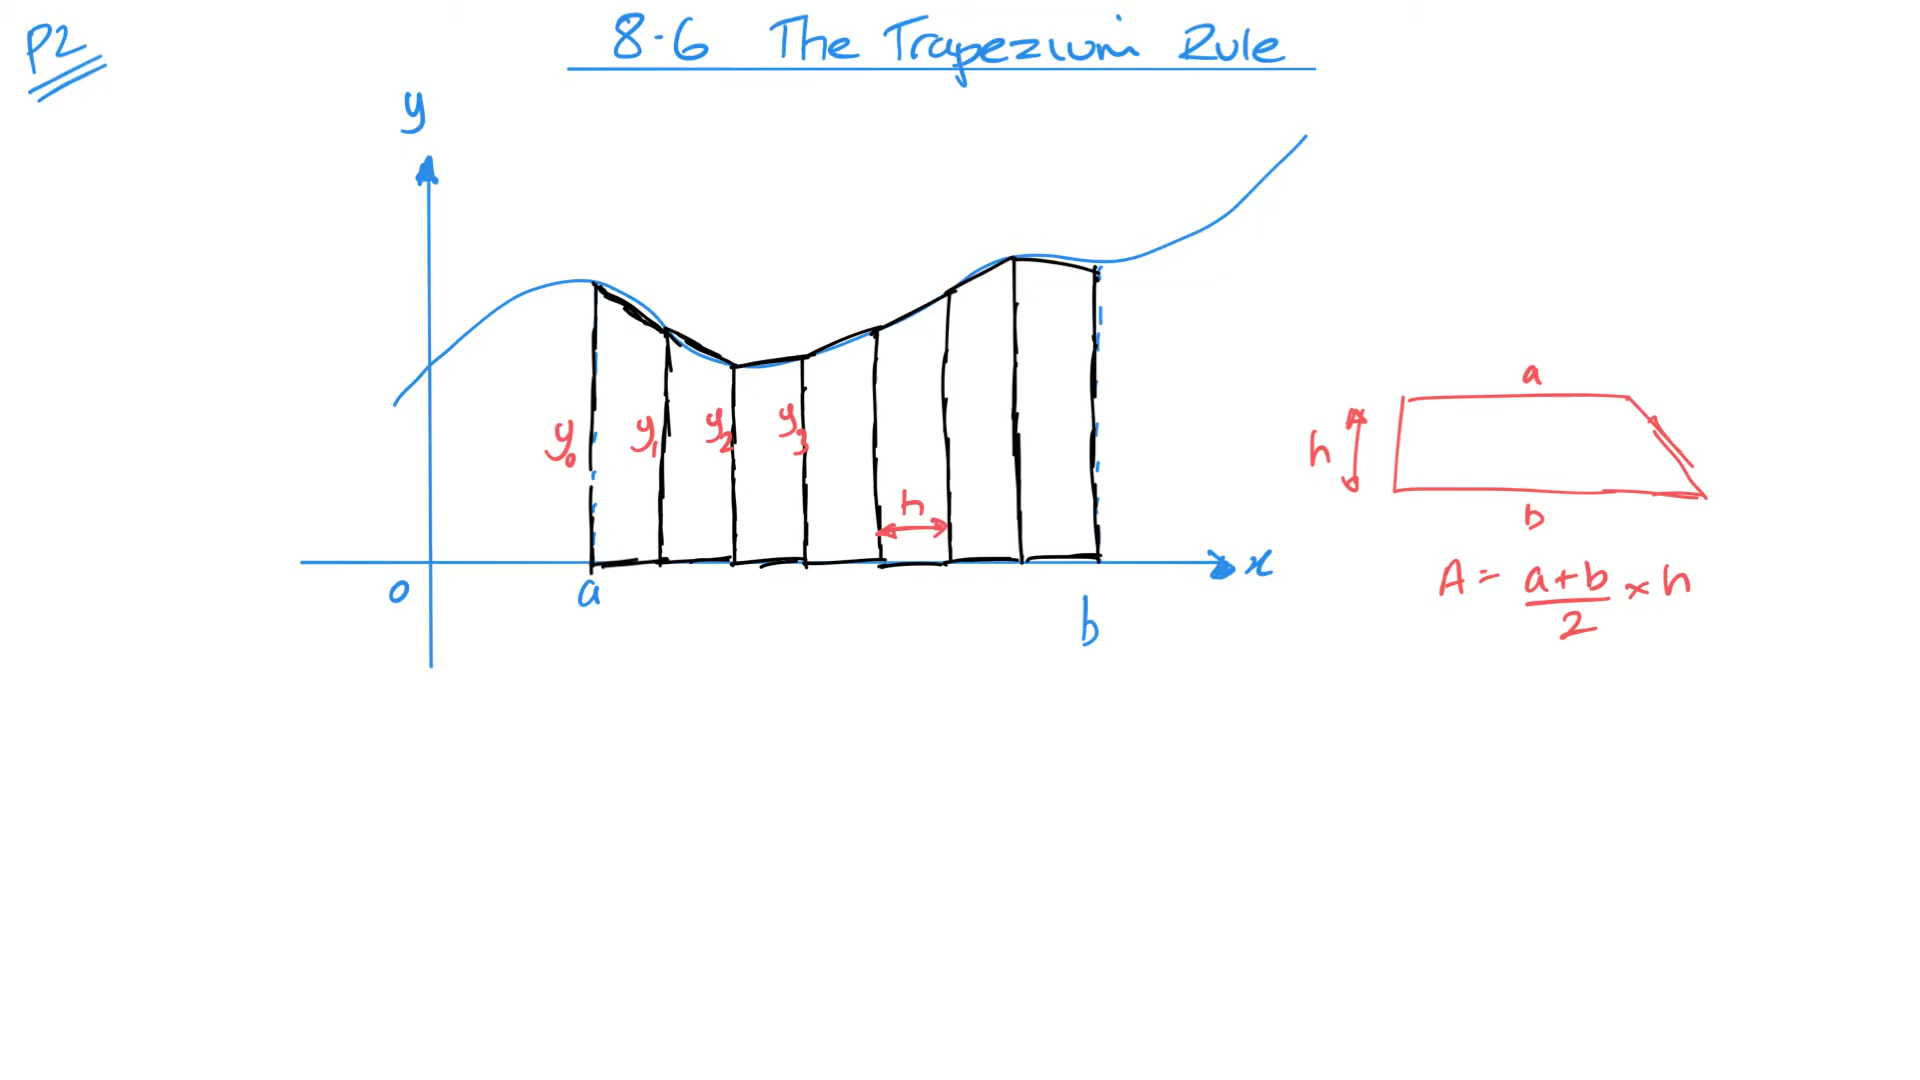 P2
8.6 The Trapezium Rule
y
a
y₀ y₁ y₂ y₃
h
h
b
A = a+b/2 × h
0 a b x